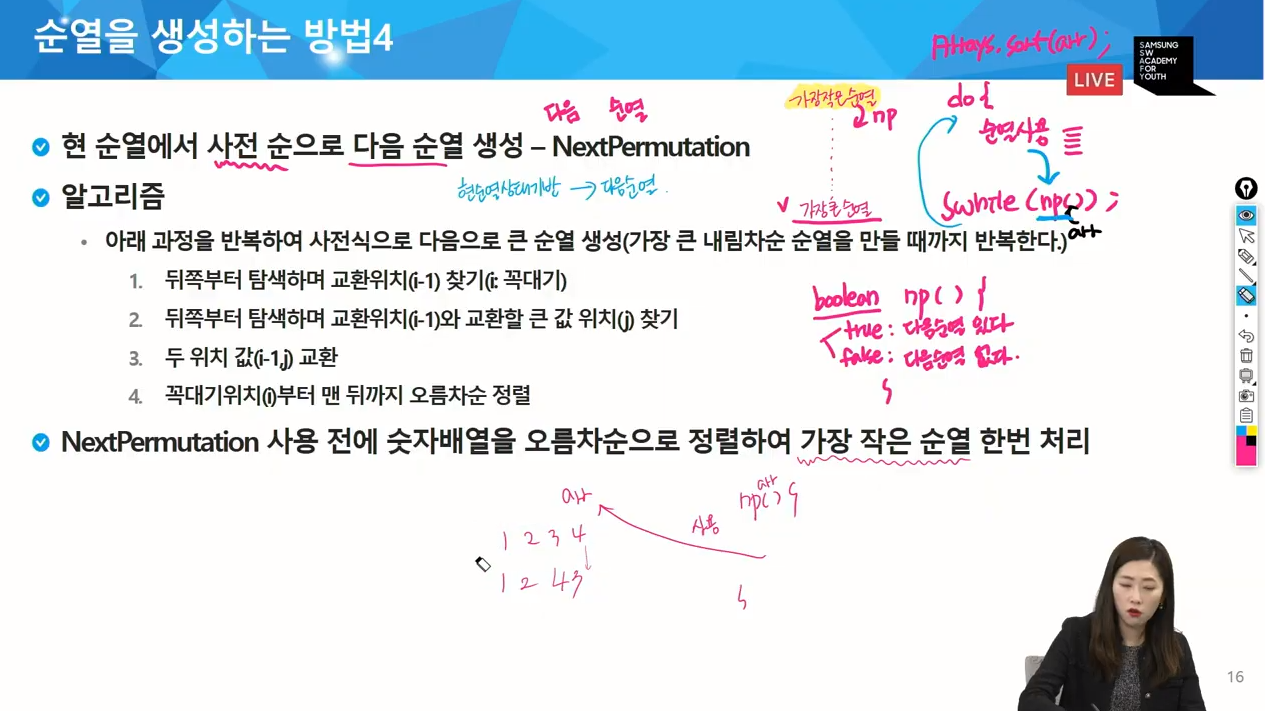 순열을 생성하는 방법4
Arrays.sort(arr);
SAMSUNG
SW
ACADEMY
FOR
YOUTH
LIVE
다음 순열
가장작은순열
np
do {
순열사용
현 순열에서 사전 순으로 다음 순열 생성 – NextPermutation
현순열상태기반 → 다음순열.
가장큰순열
}while (np());
arr
알고리즘
• 아래 과정을 반복하여 사전식으로 다음으로 큰 순열 생성(가장 큰 내림차순 순열을 만들 때까지 반복한다.)
1. 뒤쪽부터 탐색하며 교환위치(i-1) 찾기(i: 꼭대기)
2. 뒤쪽부터 탐색하며 교환위치(i-1)와 교환할 큰 값 위치(j) 찾기
3. 두 위치 값(i-1,j) 교환
4. 꼭대기위치(i)부터 맨 뒤까지 오름차순 정렬
boolean np() {
true : 다음순열 있다
false : 다음순열 없다.
}
NextPermutation 사용 전에 숫자배열을 오름차순으로 정렬하여 가장 작은 순열 한번 처리
arr
1 2 3 4
1 2 4 3
사용
arr
np() {
}
16